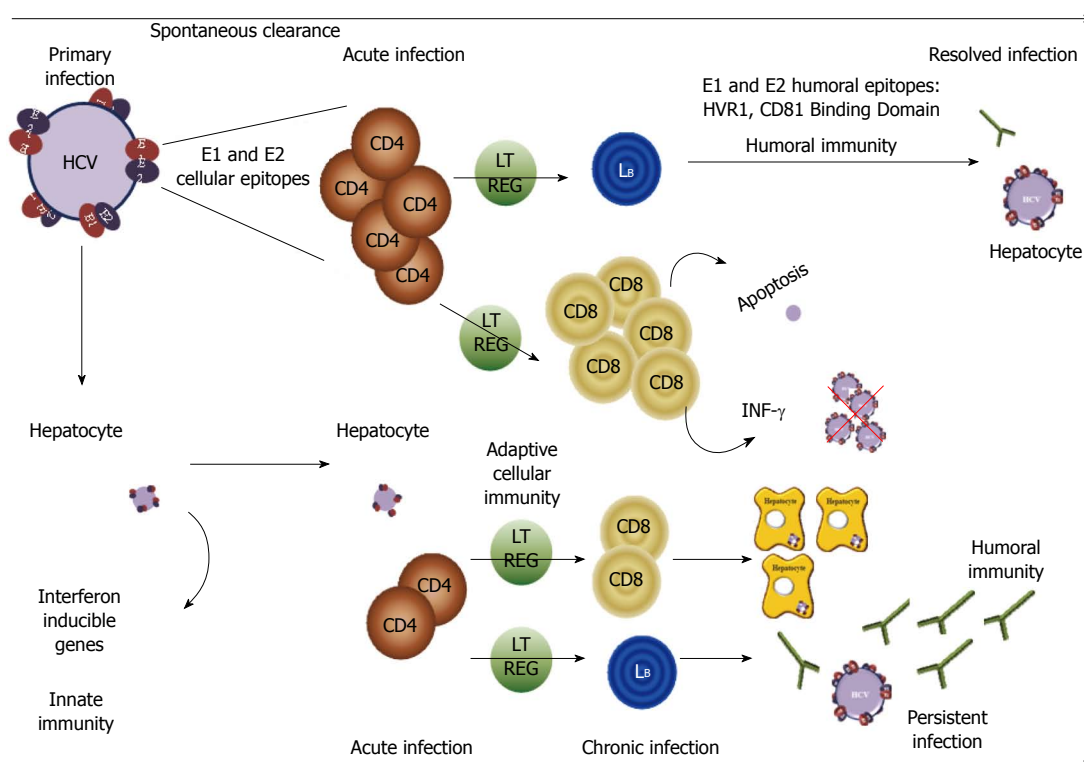 Spontaneous clearance
Primary
infection
Acute infection
Resolved infection
E1 and E2 humoral epitopes:
HVR1, CD81 Binding Domain
Humoral immunity
HCV
E1
E2
E1 and E2
cellular epitopes
CD4
CD4
CD4
CD4
CD4
LT
REG
LB
HCV
Hepatocyte
LT
REG
CD8
CD8
CD8
CD8
CD8
Apoptosis
INF-γ
Hepatocyte
Hepatocyte
Adaptive
cellular
immunity
LT
REG
CD8
CD8
Hepatocyte
Hepatocyte
Hepatocyte
CD4
CD4
Humoral
immunity
Interferon
inducible
genes
LT
REG
LB
HCV
Innate
immunity
Persistent
infection
Acute infection
Chronic infection